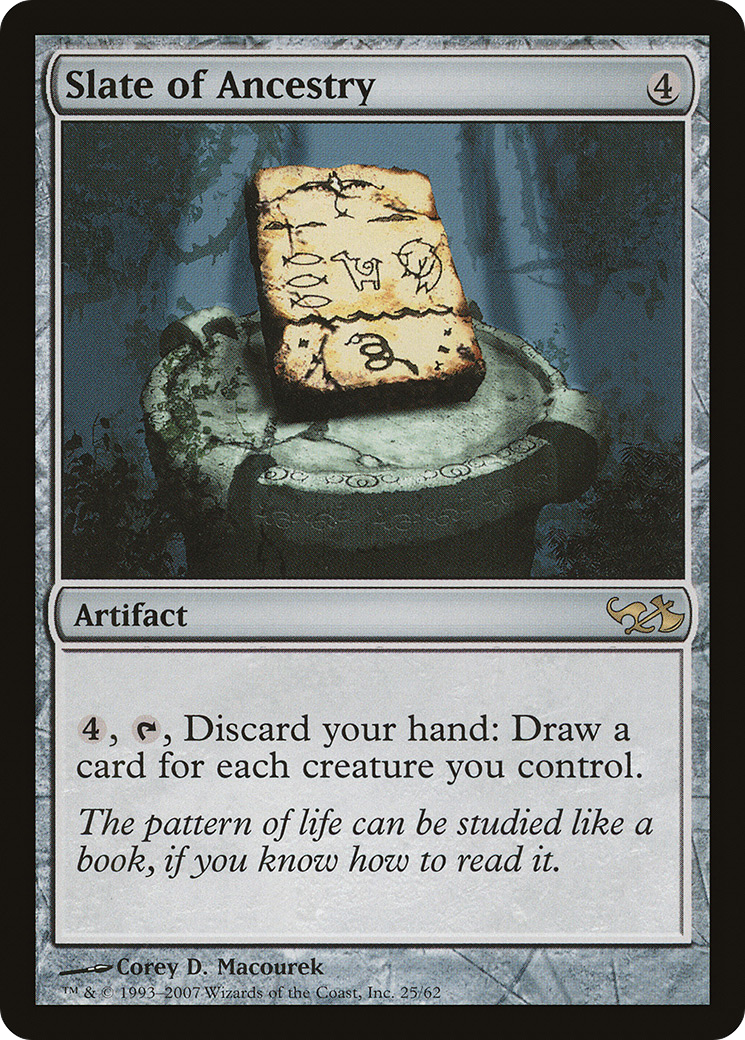 Slate of Ancestry 4
Artifact
4, , Discard your hand: Draw a
card for each creature you control.
The pattern of life can be studied like a
book, if you know how to read it.
Corey D. Macourek
™ & © 1993–2007 Wizards of the Coast, Inc. 25/62